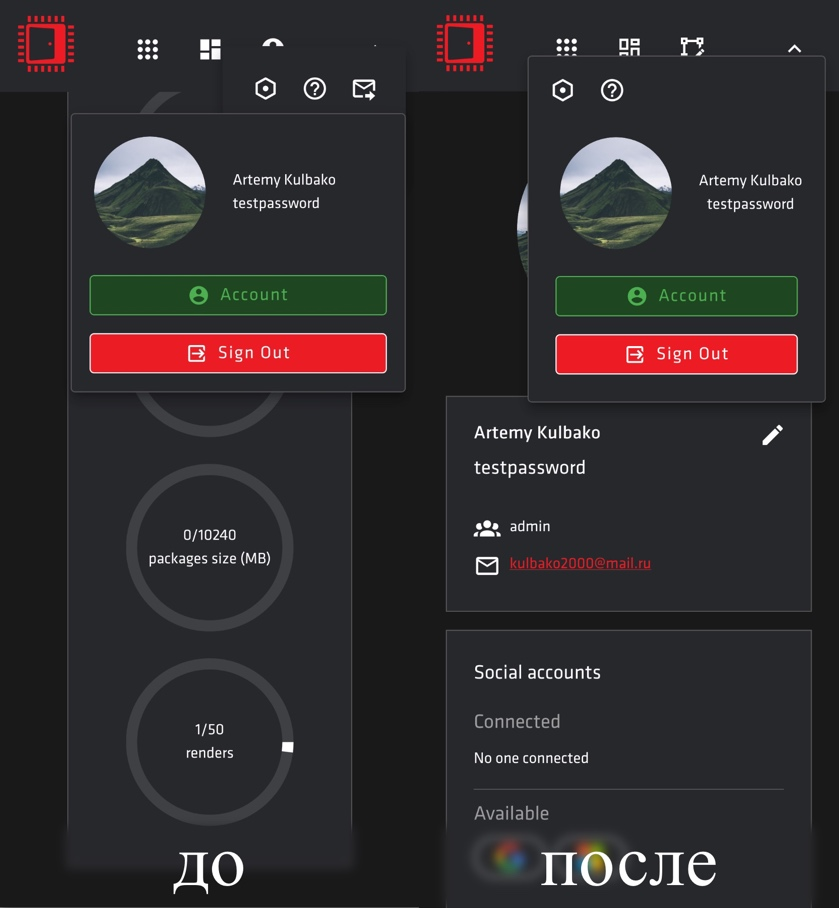 Artemy Kulbako
testpassword
Account
Sign Out
0/10240
packages size (MB)
1/50
renders
до
Artemy Kulbako
testpassword
Account
Sign Out
Artemy Kulbako
testpassword
admin
kulbako2000@mail.ru
Social accounts
Connected
No one connected
Available
после